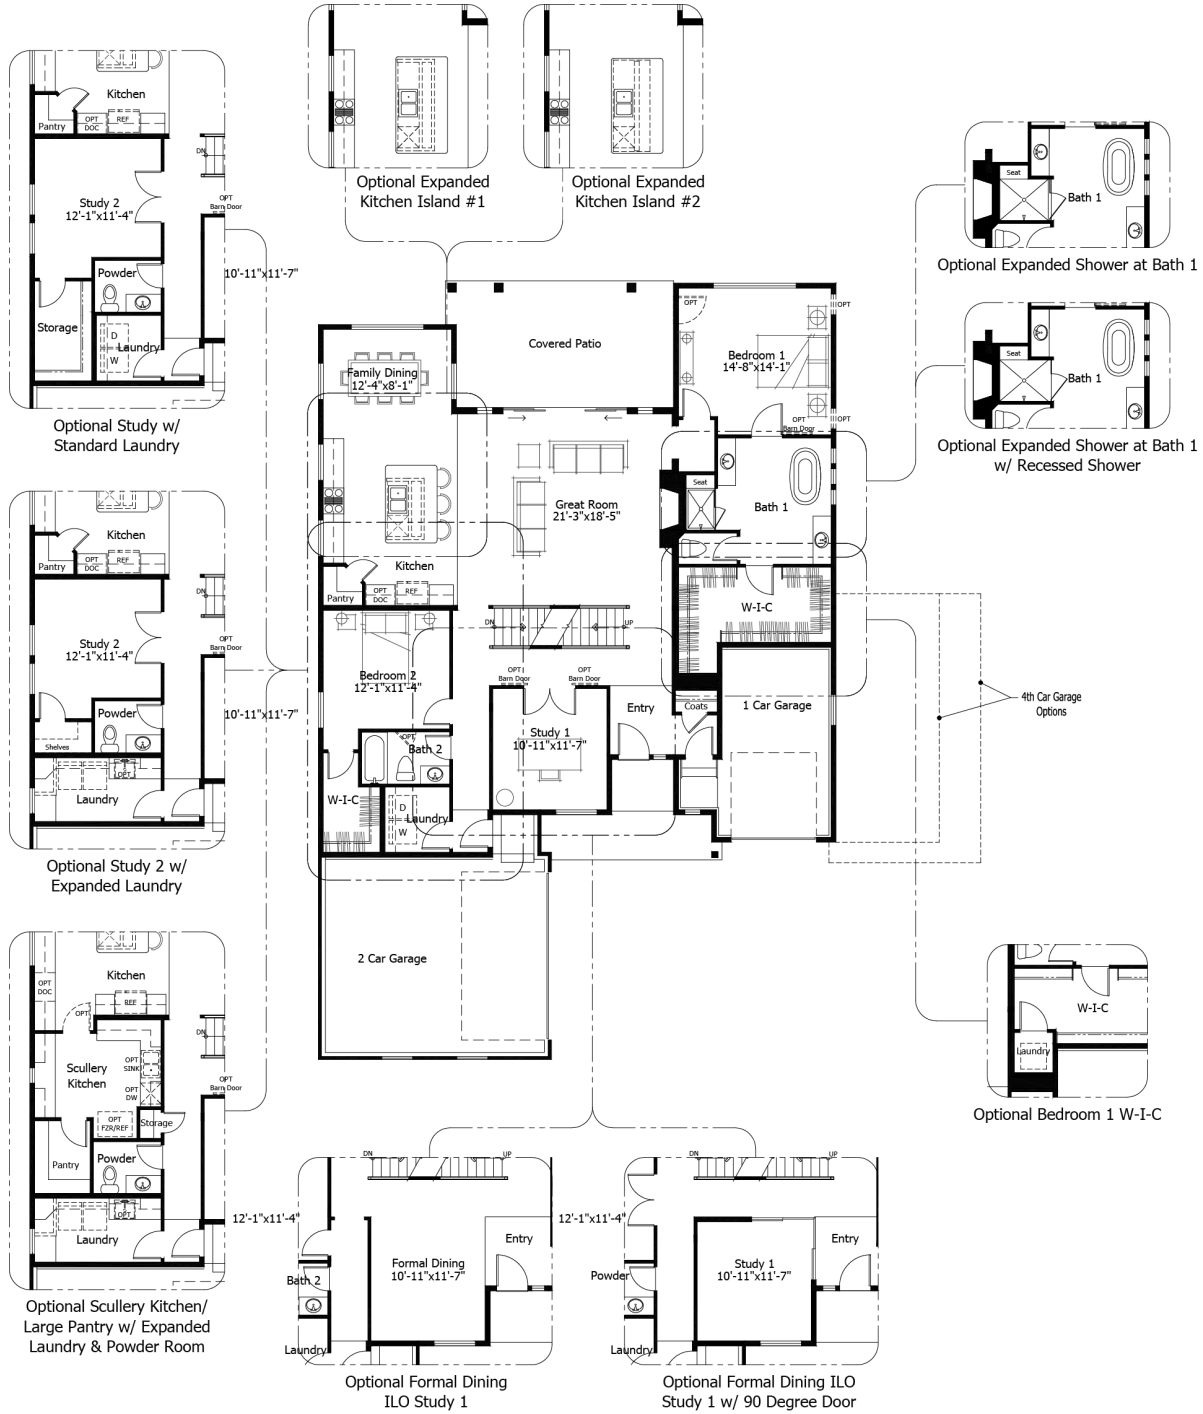 Optional Expanded
Kitchen Island #1
Optional Expanded
Kitchen Island #2
Kitchen
Pantry
OPT
DOC
REF
DN
Study 2
12'-1"x11'-4"
OPT
Barn Door
Powder
10'-11"x11'-7"
Storage
D
W
Laundry
Optional Study w/
Standard Laundry
Kitchen
Pantry
OPT
DOC
REF
DN
Study 2
12'-1"x11'-4"
OPT
Barn Door
Powder
10'-11"x11'-7"
Shelves
OPT
Laundry
Optional Study 2 w/
Expanded Laundry
OPT
DOC
Kitchen
REF
OPT
DN
Scullery
Kitchen
OPT
SINK
OPT
DW
OPT
Barn Door
OPT
FZR/REF
Storage
Pantry
Powder
OPT
Laundry
Optional Scullery Kitchen/
Large Pantry w/ Expanded
Laundry & Powder Room
Covered Patio
OPT
OPT
Bedroom 1
14'-8"x14'-1"
Family Dining
12'-4"x8'-1"
OPT
Barn Door
OPT
Great Room
21'-3"x18'-5"
Seat
Bath 1
Kitchen
Pantry
OPT
DOC
REF
W-I-C
DN
UP
Bedroom 2
12'-1"x11'-4"
OPT
Barn Door
OPT
Barn Door
Entry
Coats
1 Car Garage
4th Car Garage
Options
Study 1
10'-11"x11'-7"
OPT
Bath 2
W-I-C
D
W
Laundry
2 Car Garage
Seat
Bath 1
Optional Expanded Shower at Bath 1
Seat
Bath 1
Optional Expanded Shower at Bath 1
w/ Recessed Shower
W-I-C
Laundry
Optional Bedroom 1 W-I-C
DN
UP
12'-1"x11'-4"
Entry
Formal Dining
10'-11"x11'-7"
Bath 2
Laundry
Optional Formal Dining
ILO Study 1
DN
UP
12'-1"x11'-4"
Entry
Study 1
10'-11"x11'-7"
Powder
Laundry
Optional Formal Dining ILO
Study 1 w/ 90 Degree Door